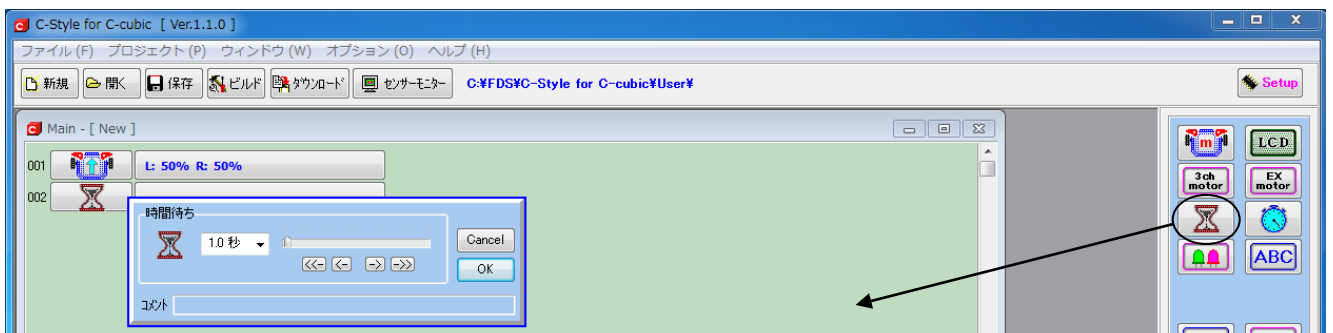 C-Style for C-cubic [ Ver.1.1.0 ]
ファイル (F) プロジェクト (P) ウィンドウ (W) オプション (O) ヘルプ (H)
新規 開く 保存 ビルド ダウンロード センサーモニター C:¥FDS¥C-Style for C-cubic¥User¥ Setup
Main - [ New ]
m LCD
001 L: 50% R: 50%
3ch motor EX motor
002
時間待ち
1.0 秒 Cancel
<<- <- -> ->> OK
ABC
コメント